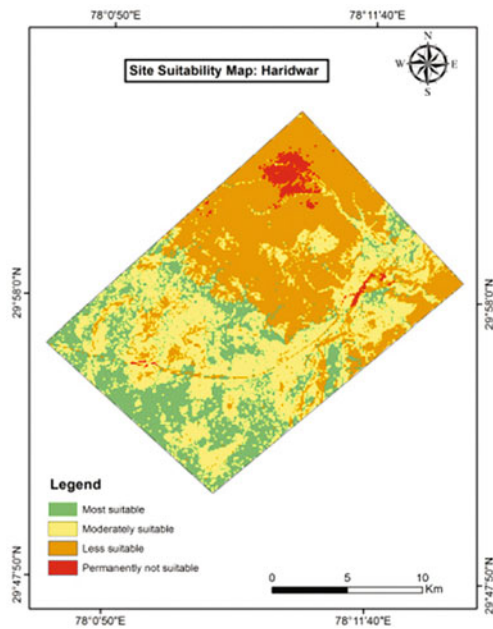 78°0'50"E 78°11'40"E
N
W E
S
Site Suitability Map: Haridwar
29°58'0"N 29°58'0"N
Legend
Most suitable
Moderately suitable
Less suitable
Permanently not suitable
0 5 10
Km
29°47'50"N 29°47'50"N
78°0'50"E 78°11'40"E